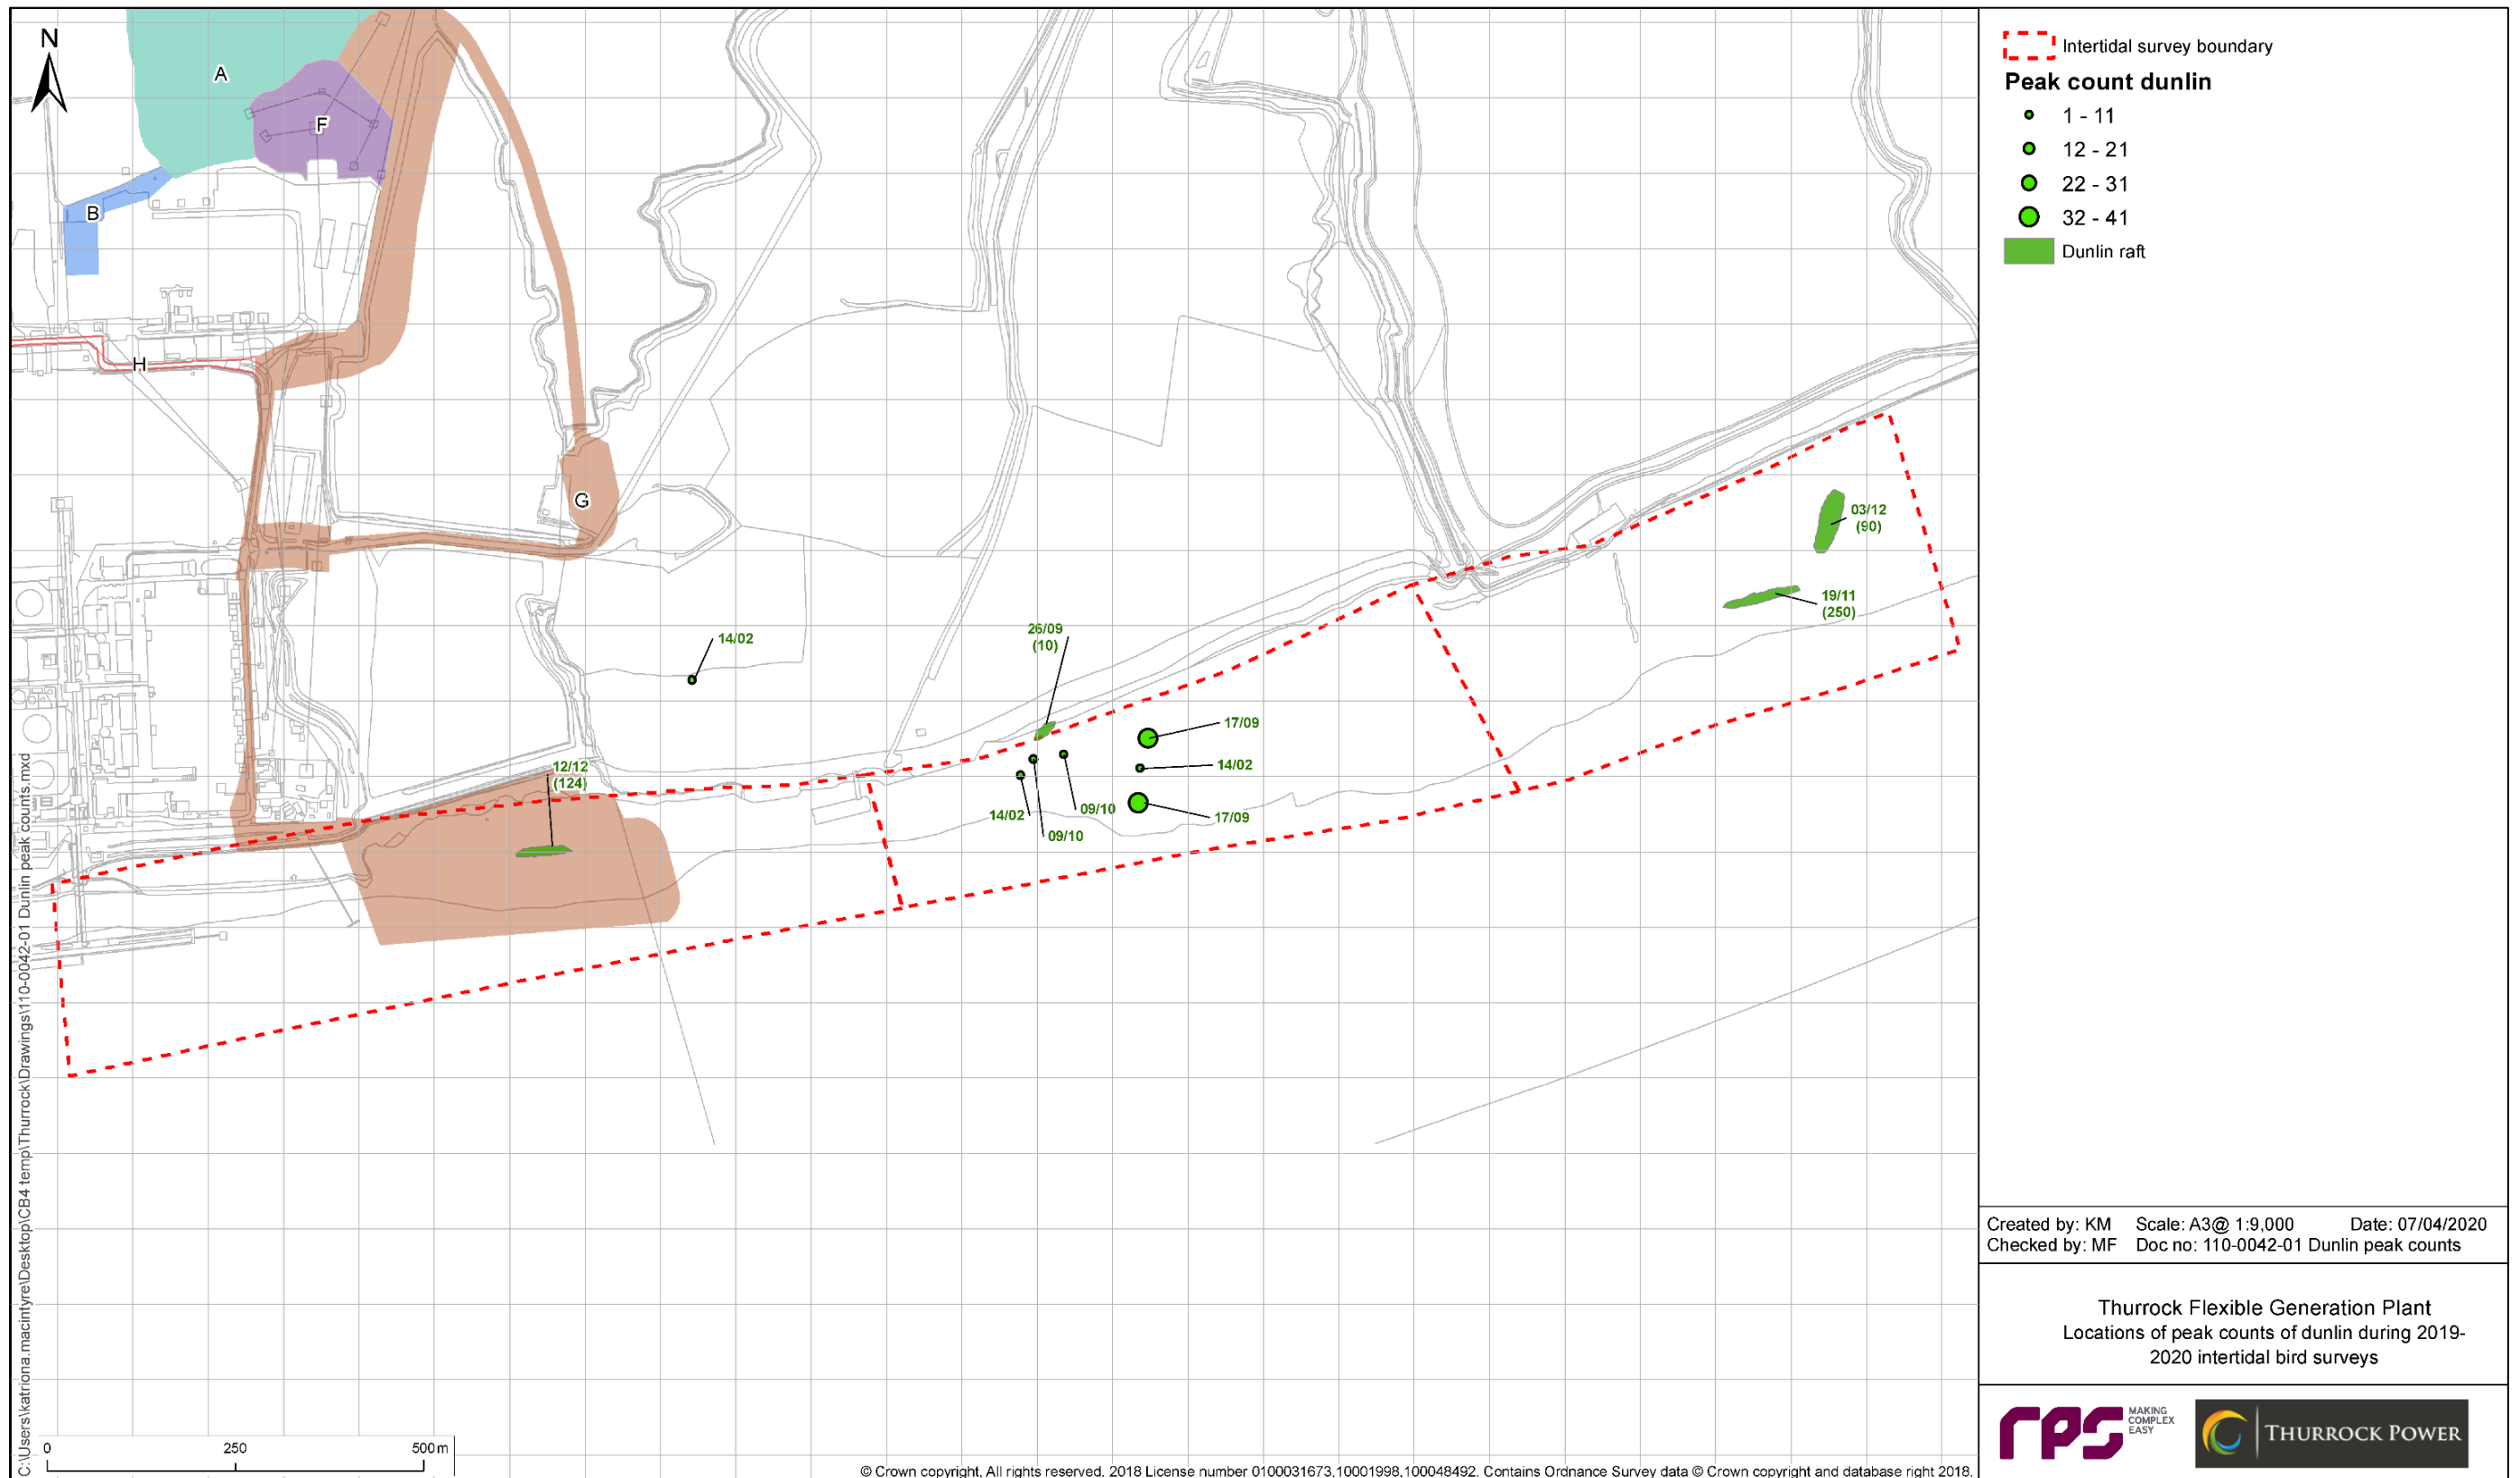 N
A
F
B
H
G
14/02
12/12
(124)
26/09
(10)
14/02
09/10
09/10
17/09
14/02
17/09
03/12
(90)
19/11
(250)
0 250 500 m
C:\Users\katriona.macintyre\Desktop\CB4 temp\Thurrock\Drawings\110-0042-01 Dunlin peak counts.mxd
© Crown copyright, All rights reserved. 2018 License number 0100031673,10001998,100048492. Contains Ordnance Survey data © Crown copyright and database right 2018.
Intertidal survey boundary
Peak count dunlin
1 - 11
12 - 21
22 - 31
32 - 41
Dunlin raft
Created by: KM Scale: A3@ 1:9,000 Date: 07/04/2020
Checked by: MF Doc no: 110-0042-01 Dunlin peak counts
Thurrock Flexible Generation Plant
Locations of peak counts of dunlin during 2019-
2020 intertidal bird surveys
rps
MAKING
COMPLEX
EASY
THURROCK POWER